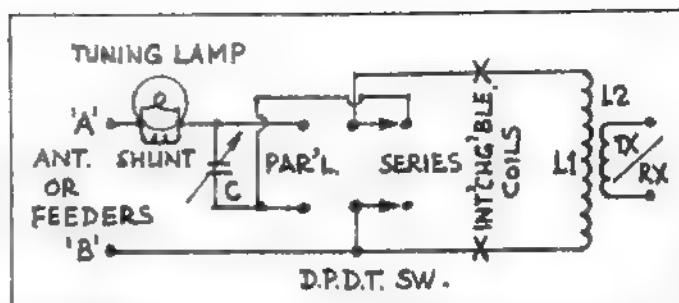 TUNING LAMP
'A'
ANT.
OR
FEEDERS
'B'
SHUNT
C
PAR'L.
SERIES
D.P.D.T. SW.
INT'CHG'BLE.
COILS
L1
L2
TX
RX